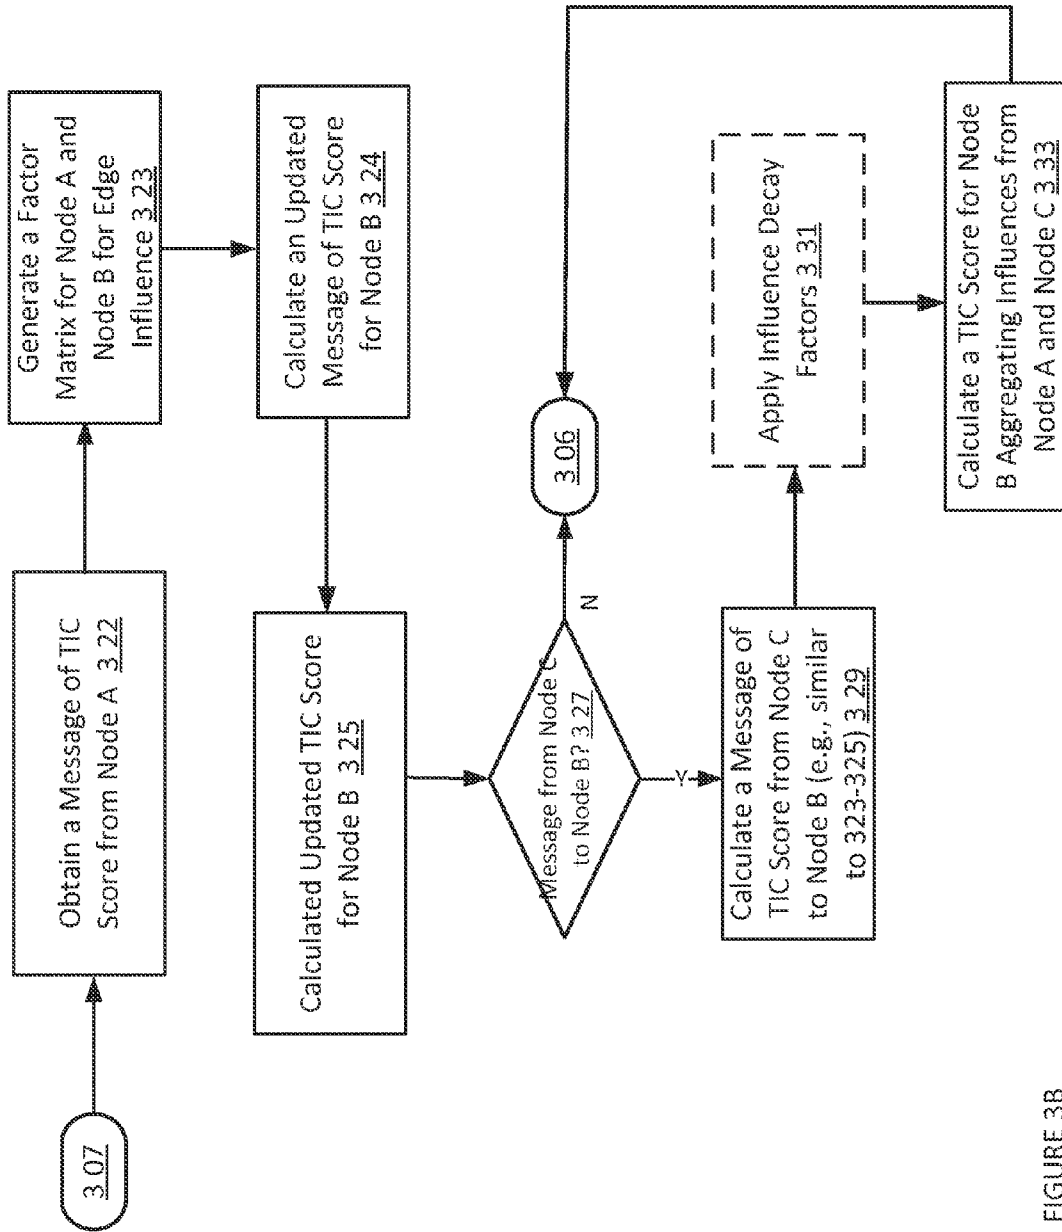 3.07
Obtain a Message of TIC
Score from Node A 3.22
Generate a Factor
Matrix for Node A and
Node B for Edge
Influence 3.23
Calculate an Updated
Message of TIC Score
for Node B 3.24
Calculated Updated TIC Score
for Node B 3.25
Message from Node C
to Node B? 3.27
N
3.06
Y
Calculate a Message of
TIC Score from Node C
to Node B (e.g., similar
to 323-325) 3.29
Apply Influence Decay
Factors 3.31
Calculate a TIC Score for Node
B Aggregating Influences from
Node A and Node C 3.33
FIGURE 3B